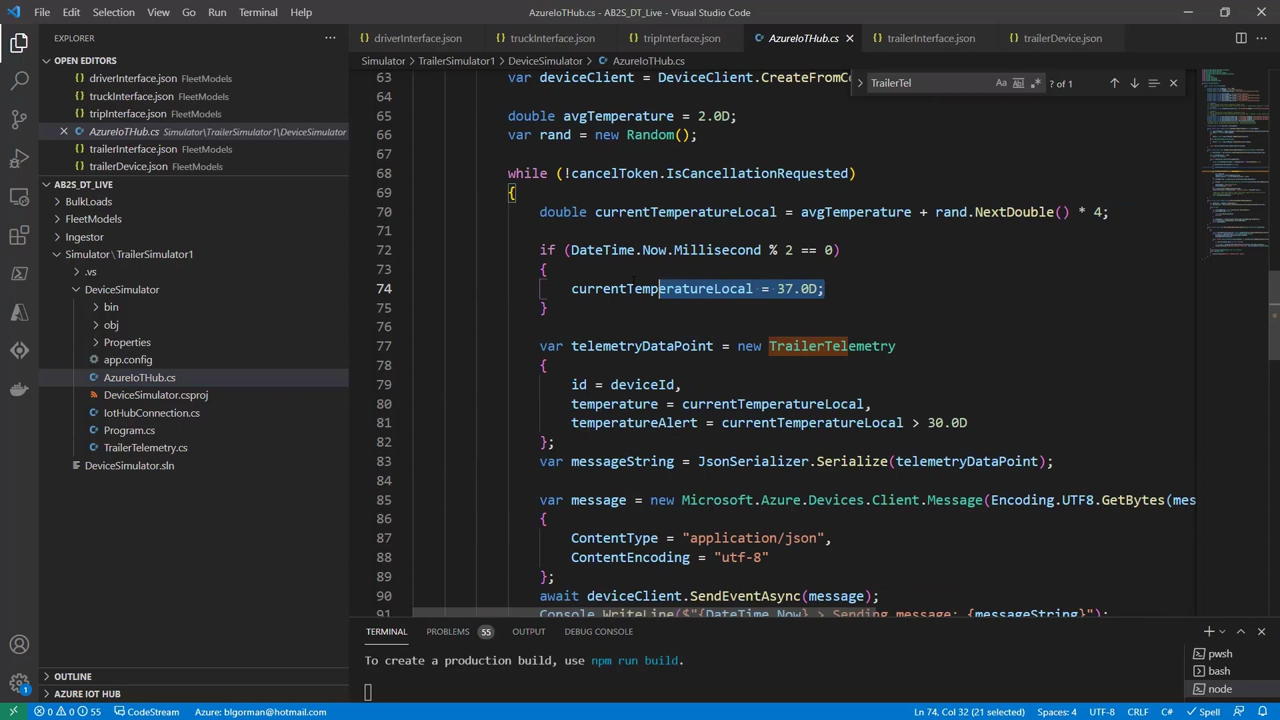 File Edit Selection View Go Run Terminal Help
AzureIoTHub.cs - AB2S_DT_Live - Visual Studio Code
EXPLORER
OPEN EDITORS
driverInterface.json FleetModels
truckInterface.json FleetModels
tripInterface.json FleetModels
AzureIoTHub.cs Simulator\TrailerSimulator1\DeviceSimulator
trailerInterface.json FleetModels
trailerDevice.json FleetModels
AB2S_DT_LIVE
BulkLoads
FleetModels
Ingestor
Simulator \ TrailerSimulator1
.vs
DeviceSimulator
bin
obj
Properties
app.config
AzureIoTHub.cs
DeviceSimulator.csproj
IotHubConnection.cs
Program.cs
TrailerTelemetry.cs
DeviceSimulator.sln
OUTLINE
AZURE IOT HUB
driverInterface.json truckInterface.json tripInterface.json AzureIoTHub.cs trailerInterface.json trailerDevice.json
Simulator > TrailerSimulator1 > DeviceSimulator > AzureIoTHub.cs
TrailerTel ? of 1
63 var deviceClient = DeviceClient.CreateFromCo
64
65 double avgTemperature = 2.0D;
66 var rand = new Random();
67
68 while (!cancelToken.IsCancellationRequested)
69 {
70 double currentTemperatureLocal = avgTemperature + rand.NextDouble() * 4;
71
72 (DateTime.Now.Millisecond % 2 == 0)
73 {
74 currentTemperatureLocal = 37.0D;
75 }
76
77 var telemetryDataPoint = new TrailerTelemetry
78 {
79 id = deviceId,
80 temperature = currentTemperatureLocal,
81 temperatureAlert = currentTemperatureLocal > 30.0D
82 };
83 var messageString = JsonSerializer.Serialize(telemetryDataPoint);
84
85 var message = new Microsoft.Azure.Devices.Client.Message(Encoding.UTF8.GetBytes(mes
86 {
87 ContentType = "application/json",
88 ContentEncoding = "utf-8"
89 };
90 await deviceClient.SendEventAsync(message);
91 Console.WriteLine($"{DateTime.Now} > Sending message: {messageString}");
TERMINAL PROBLEMS 55 OUTPUT DEBUG CONSOLE
To create a production build, use npm run build.
pwsh
bash
node
1
0 0 55 CodeStream Azure: blgorman@hotmail.com Ln 74, Col 32 (21 selected) Spaces: 4 UTF-8 CRLF C# Spell